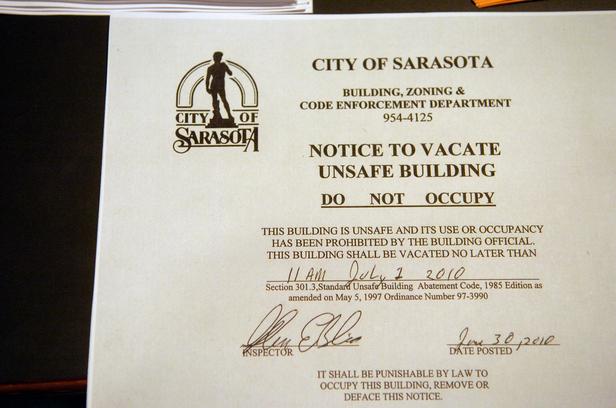 CITY OF
SARASOTA
CITY OF SARASOTA
BUILDING, ZONING &
CODE ENFORCEMENT DEPARTMENT
954-4125
NOTICE TO VACATE
UNSAFE BUILDING
DO NOT OCCUPY
THIS BUILDING IS UNSAFE AND ITS USE OR OCCUPANCY
HAS BEEN PROHIBITED BY THE BUILDING OFFICIAL.
THIS BUILDING SHALL BE VACATED NO LATER THAN
11 AM July 1 2010
Section 301.3,Standard Unsafe Building Abatement Code, 1985 Edition as
amended on May 5, 1997 Ordinance Number 97-3990
June 30, 2010
INSPECTOR DATE POSTED
IT SHALL BE PUNISHABLE BY LAW TO
OCCUPY THIS BUILDING, REMOVE OR
DEFACE THIS NOTICE.